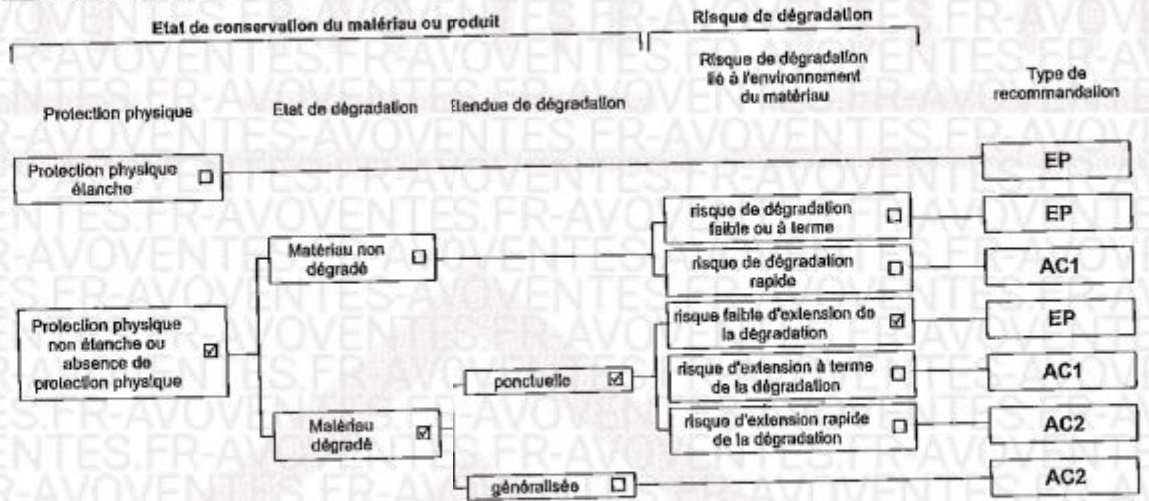 Etat de conservation du matériau ou produit
Risque de dégradation
Protection physique
Etat de dégradation
Etendue de dégradation
Risque de dégradation
lié à l'environnement
du matériau
Type de
recommandation
Protection physique
étanche
EP
risque de dégradation
faible ou à terme
EP
Matériau non
dégradé
risque de dégradation
rapide
AC1
Protection physique
non étanche ou
absence de
protection physique
risque faible d'extension de
la dégradation
EP
ponctuelle
risque d'extension à terme
de la dégradation
AC1
Matériau
dégradé
risque d'extension rapide
de la dégradation
AC2
généralisée
AC2
AVOVENTES.FR